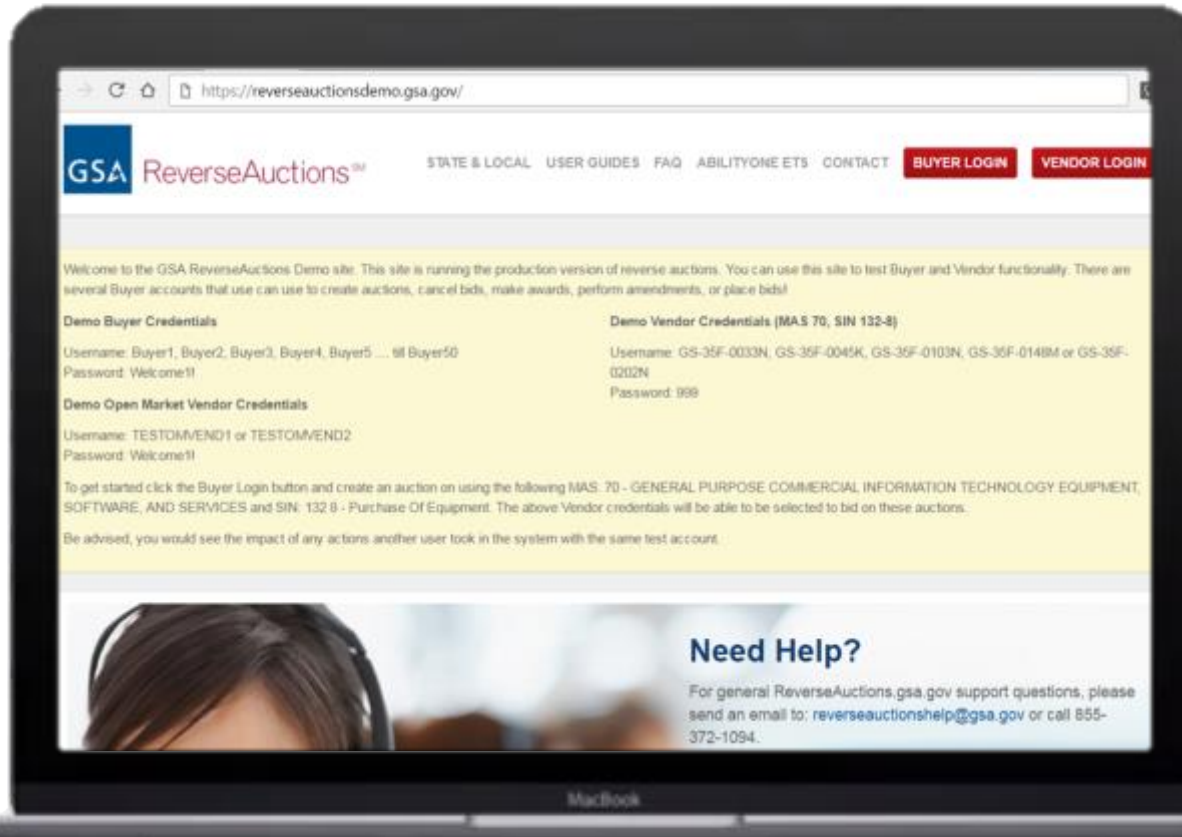 https://reverseauctionsdemo.gsa.gov/
GSA ReverseAuctions℠
STATE & LOCAL USER GUIDES FAQ ABILITYONE ETS CONTACT BUYER LOGIN VENDOR LOGIN
Welcome to the GSA ReverseAuctions Demo site. This site is running the production version of reverse auctions. You can use this site to test Buyer and Vendor functionality. There are
several Buyer accounts that use can use to create auctions, cancel bids, make awards, perform amendments, or place bids!
Demo Buyer Credentials
Username: Buyer1, Buyer2, Buyer3, Buyer4, Buyer5 .... till Buyer50
Password: Welcome1!
Demo Open Market Vendor Credentials
Username: TESTOMVEND1 or TESTOMVEND2
Password: Welcome1!
Demo Vendor Credentials (MAS 70, SIN 132-8)
Username: GS-35F-0033N, GS-35F-0045K, GS-35F-0103N, GS-35F-0148M or GS-35F-
0202N
Password: 999
To get started click the Buyer Login button and create an auction on using the following MAS: 70 - GENERAL PURPOSE COMMERCIAL INFORMATION TECHNOLOGY EQUIPMENT,
SOFTWARE, AND SERVICES and SIN: 132 8 - Purchase Of Equipment. The above Vendor credentials will be able to be selected to bid on these auctions.
Be advised, you would see the impact of any actions another user took in the system with the same test account.
Need Help?
For general ReverseAuctions.gsa.gov support questions, please
send an email to: reverseauctionshelp@gsa.gov or call 855-
372-1094.
MacBook